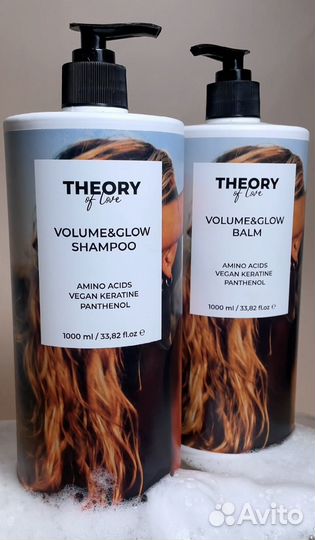 THEORY
of Love
VOLUME&GLOW
SHAMPOO
AMINO ACIDS
VEGAN KERATINE
PANTHENOL
1000 ml / 33,82 fl.oz ℮
THEORY
of Love
VOLUME&GLOW
BALM
AMINO ACIDS
VEGAN KERATINE
PANTHENOL
1000 ml / 33,82 fl.oz ℮
Avito